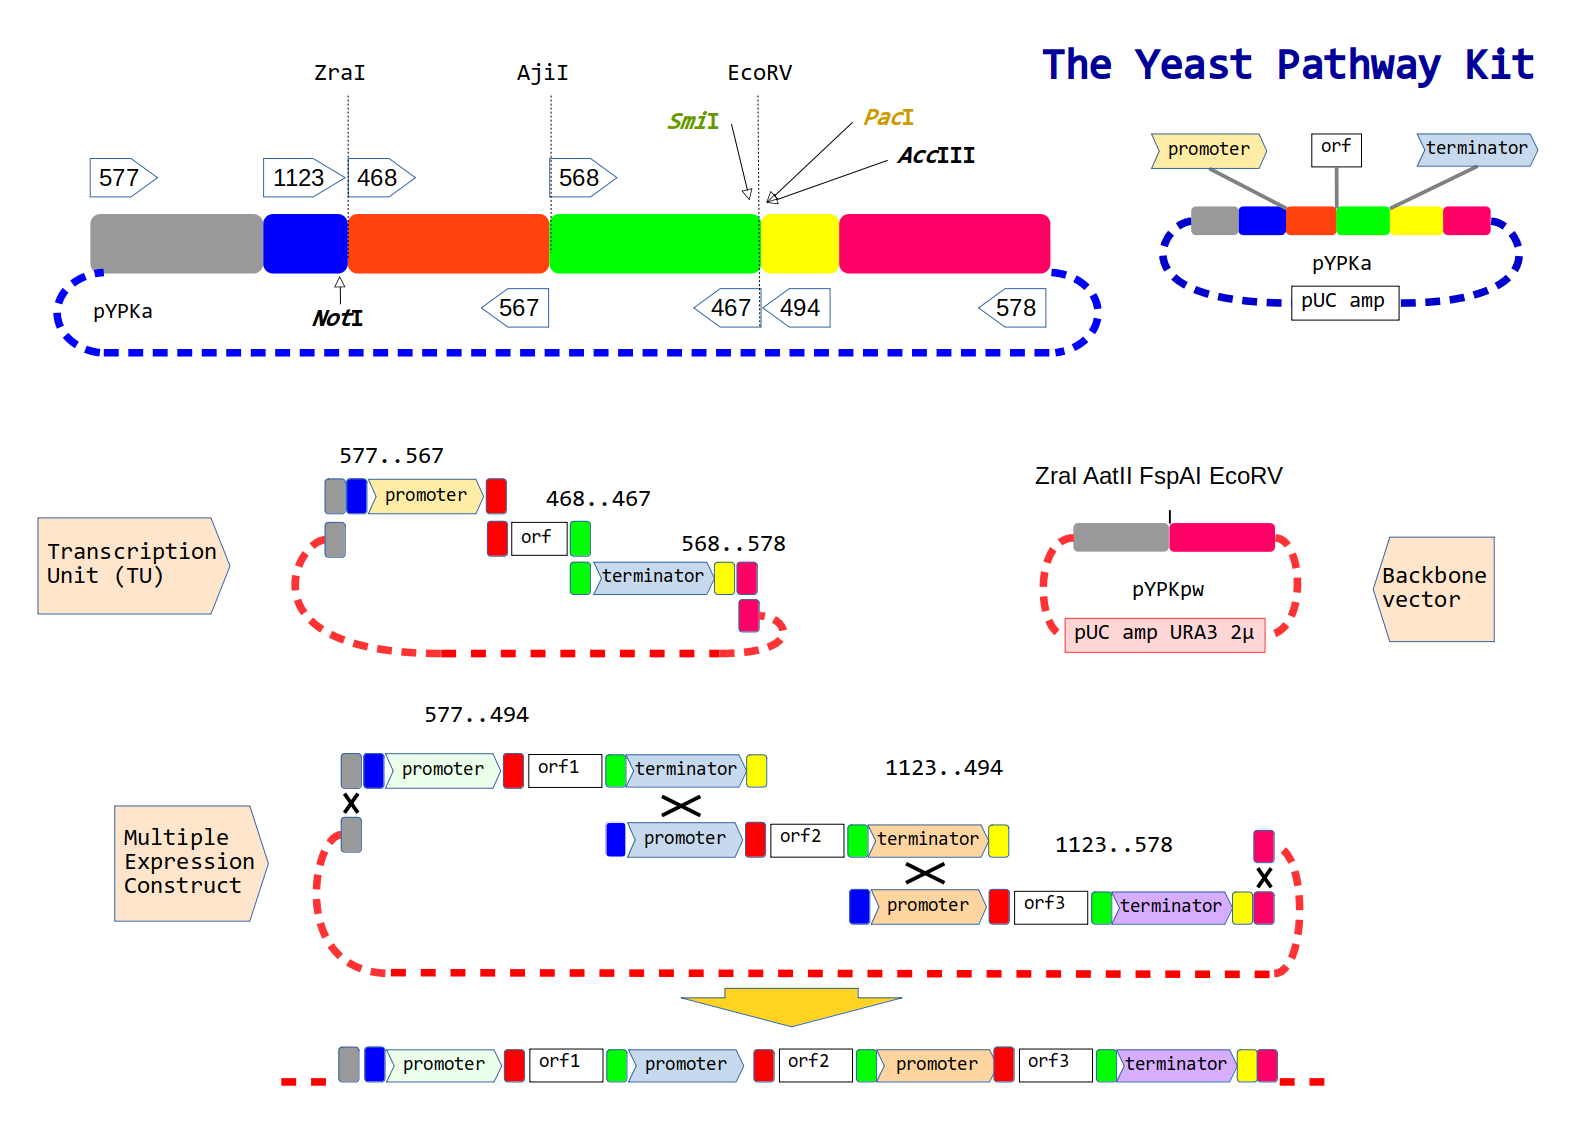 The Yeast Pathway Kit
ZraI
AjiI
EcoRV
SmiI
PacI
AccIII
577
1123
468
568
pYPKa
NotI
567
467
494
578
promoter
orf
terminator
pYPKa
pUC amp
577..567
promoter
468..467
orf
568..578
terminator
Transcription
Unit (TU)
ZraI AatII FspAI EcoRV
pYPKpw
pUC amp URA3 2µ
Backbone
vector
577..494
promoter
orf1
terminator
1123..494
promoter
orf2
terminator
1123..578
promoter
orf3
terminator
Multiple
Expression
Construct
promoter
orf1
promoter
orf2
promoter
orf3
terminator